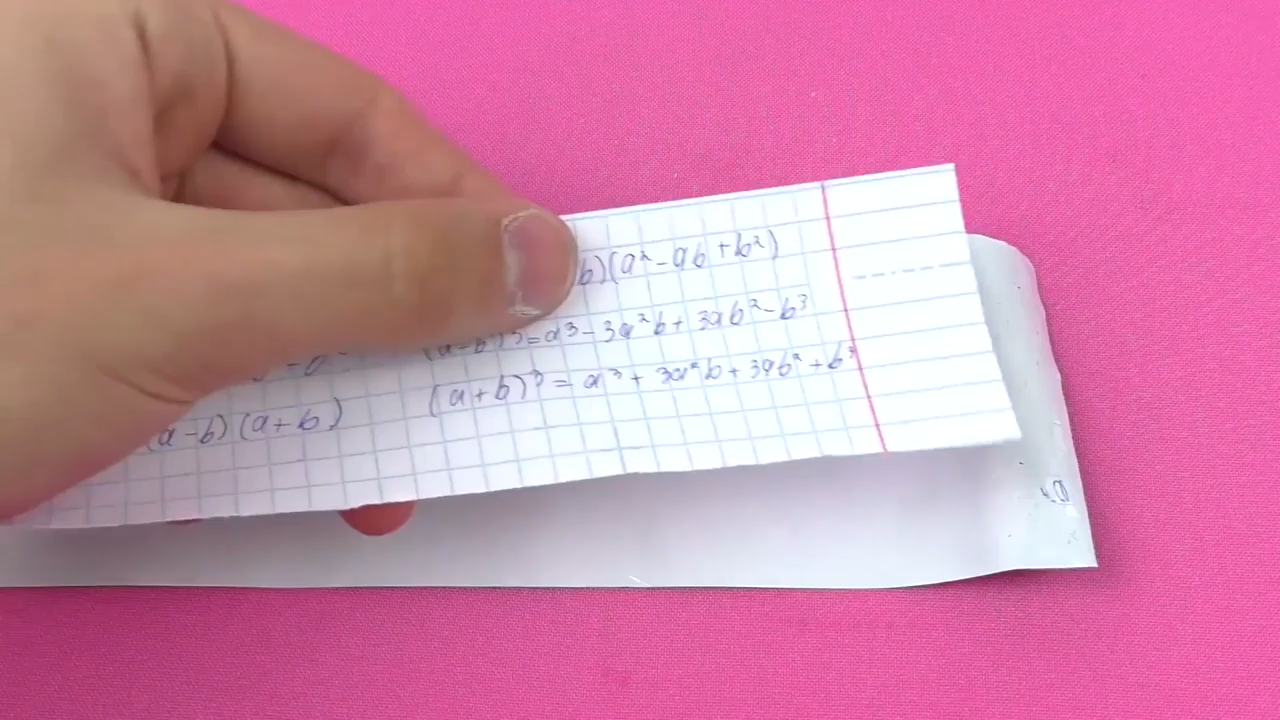 b)(a²-ab+b²)
(a-b)³=a³-3a²b+3ab²-b³
(a+b)³=a³+3a²b+3ab²+b³
(a-b)(a+b)